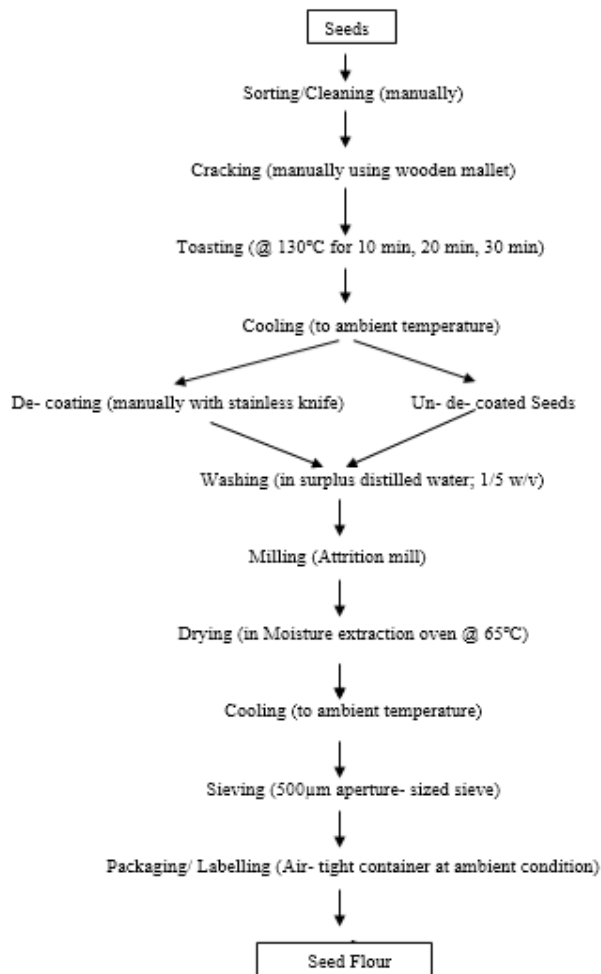 Seeds
Sorting/Cleaning (manually)
Cracking (manually using wooden mallet)
Toasting (@ 130°C for 10 min, 20 min, 30 min)
Cooling (to ambient temperature)
De- coating (manually with stainless knife)
Un- de- coated Seeds
Washing (in surplus distilled water; 1/5 w/v)
Milling (Attrition mill)
Drying (in Moisture extraction oven @ 65°C)
Cooling (to ambient temperature)
Sieving (500µm aperture- sized sieve)
Packaging/ Labelling (Air- tight container at ambient condition)
Seed Flour